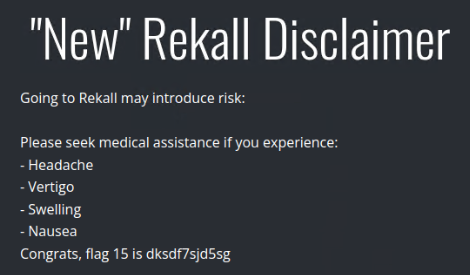 "New" Rekall Disclaimer
Going to Rekall may introduce risk:
Please seek medical assistance if you experience:
- Headache
- Vertigo
- Swelling
- Nausea
Congrats, flag 15 is dksdf7sjd5sg